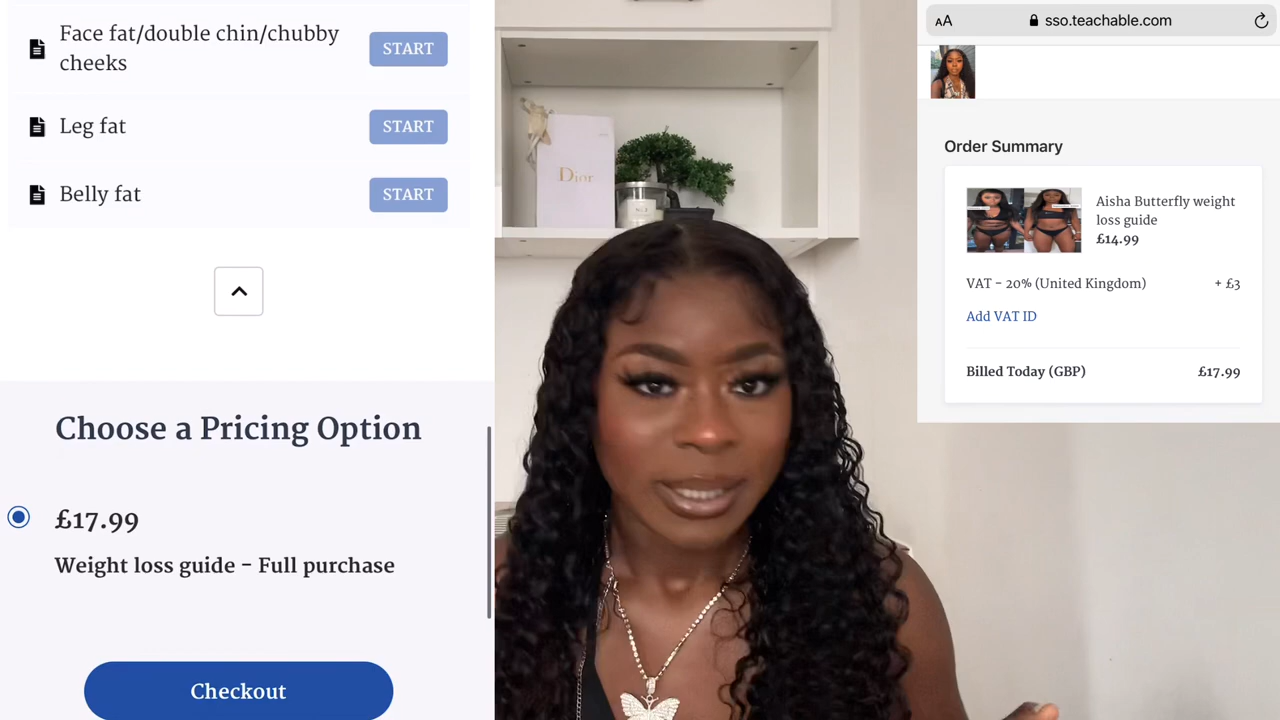 Face fat/double chin/chubby
cheeks
START
Leg fat
START
Belly fat
START
Choose a Pricing Option
£17.99
Weight loss guide - Full purchase
Checkout
Dior
AA
sso.teachable.com
Order Summary
Aisha Butterfly weight
loss guide
£14.99
VAT - 20% (United Kingdom)
+ £3
Add VAT ID
Billed Today (GBP)
£17.99